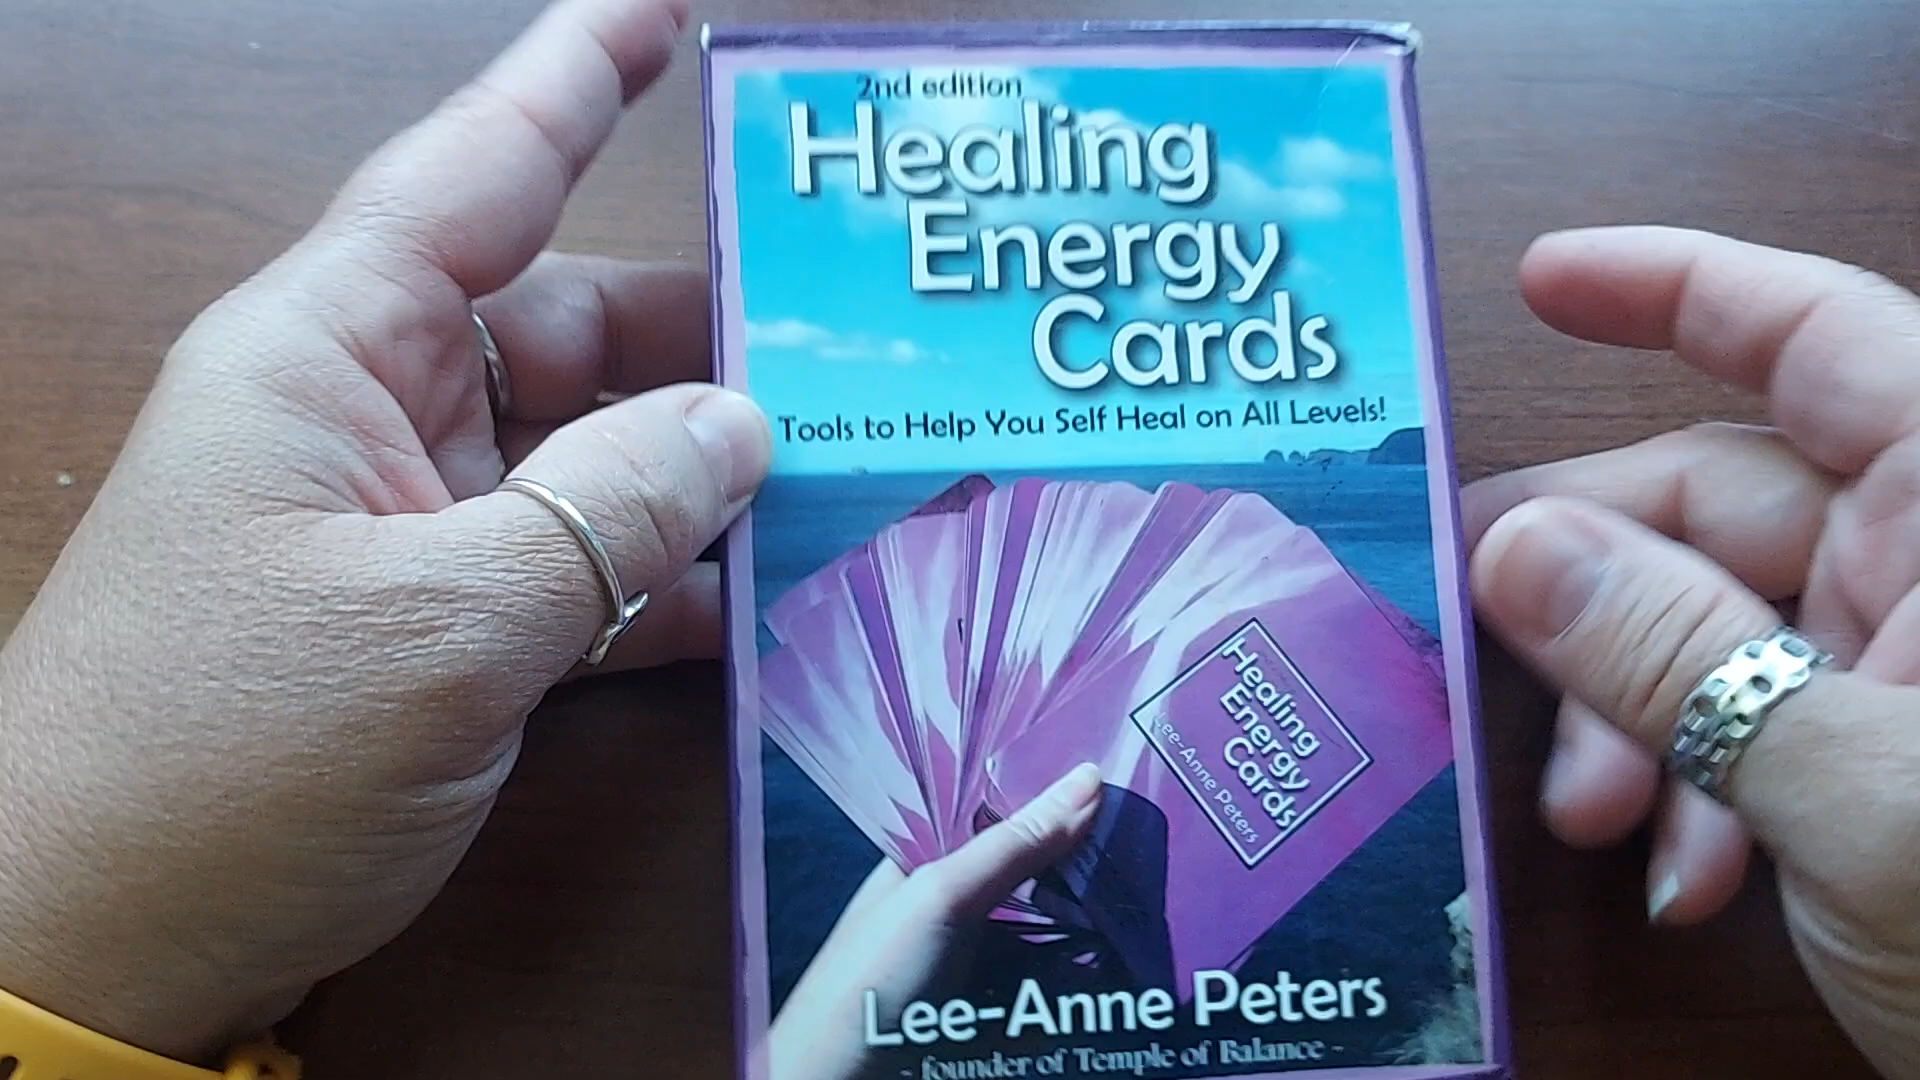 2nd edition
Healing
Energy
Cards
Tools to Help You Self Heal on All Levels!
Healing
Energy
Cards
Lee-Anne Peters
Lee-Anne Peters
- founder of Temple of Balance -